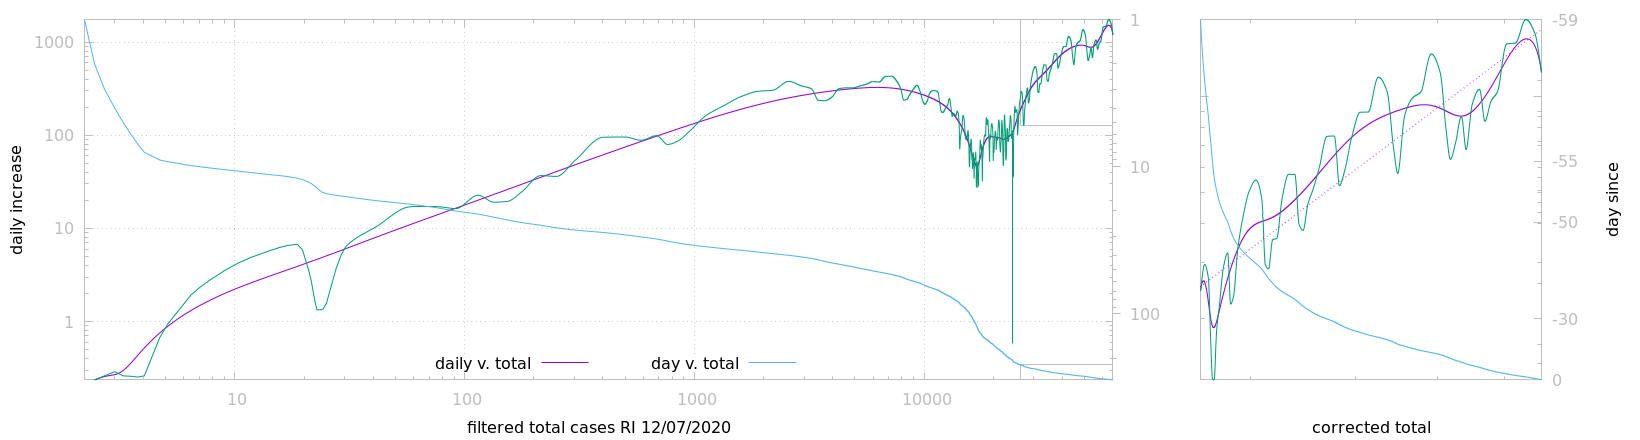 1000
100
10
1
daily increase
10
100
1000
10000
1
10
100
daily v. total
day v. total
filtered total cases RI 12/07/2020
-59
-55
-50
-30
0
day since
corrected total